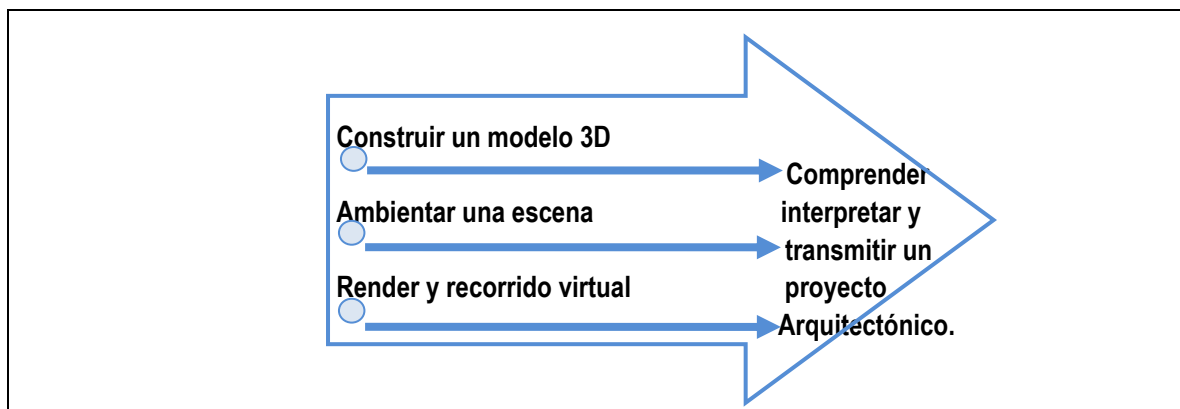 Construir un modelo 3D
Ambientar una escena
Render y recorrido virtual
Comprender
interpretar y
transmitir un
proyecto
Arquitectónico.